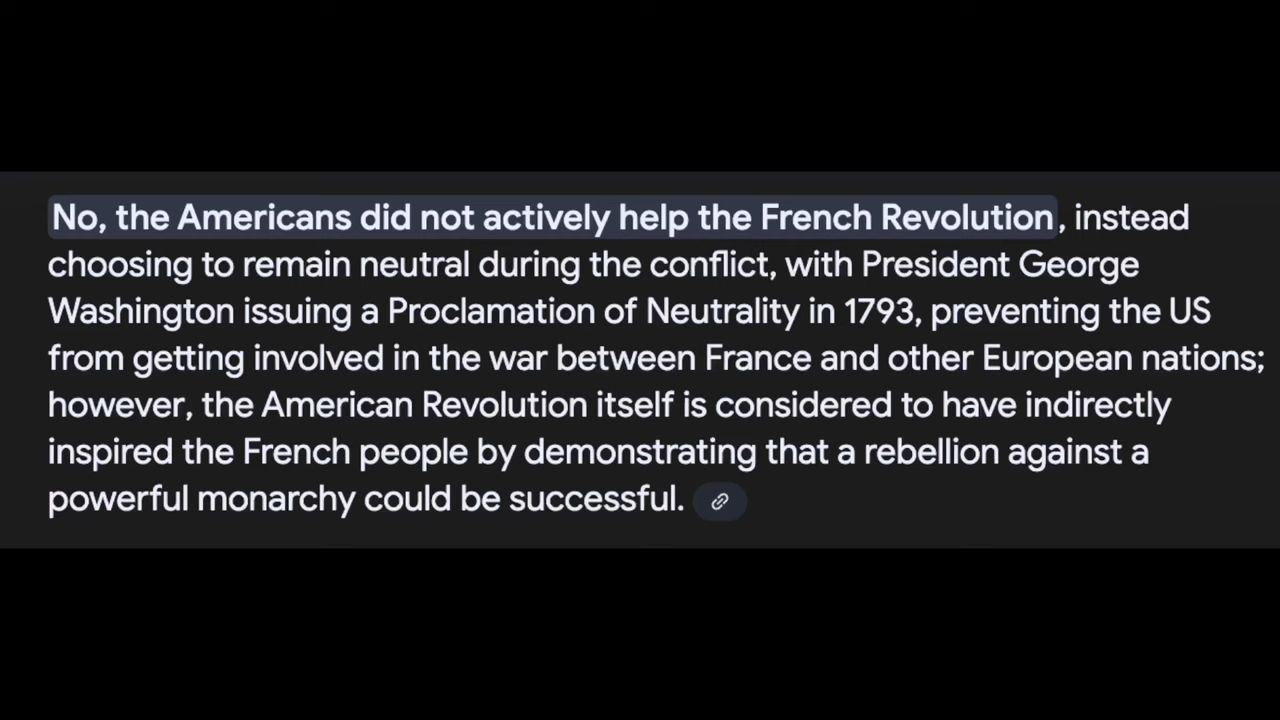 No, the Americans did not actively help the French Revolution, instead
choosing to remain neutral during the conflict, with President George
Washington issuing a Proclamation of Neutrality in 1793, preventing the US
from getting involved in the war between France and other European nations;
however, the American Revolution itself is considered to have indirectly
inspired the French people by demonstrating that a rebellion against a
powerful monarchy could be successful.